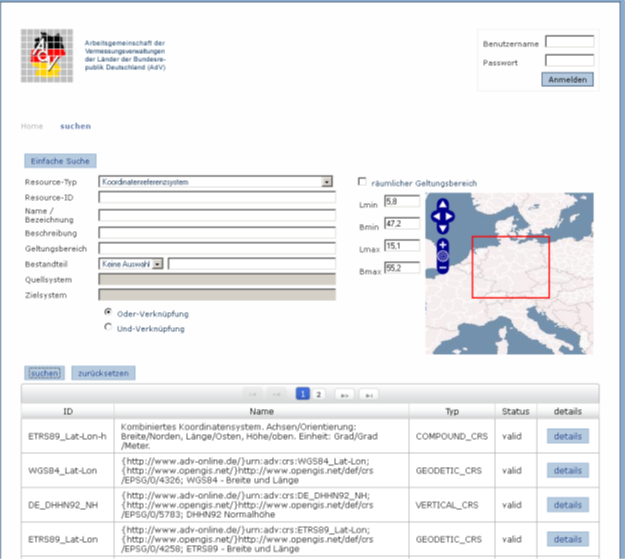 Arbeitsgemeinschaft der
Vermessungsverwaltungen
der Länder der Bundesre-
publik Deutschland (AdV)
Benutzername
Passwort
Anmelden
Home suchen
Einfache Suche
Resource-Typ Koordinatenreferenzsystem
Resource-ID
Name /
Bezeichnung
Beschreibung
Geltungsbereich
Bestandteil Keine Auswahl
Quellsystem
Zielsystem
Oder-Verknüpfung
Und-Verknüpfung
räumlicher Geltungsbereich
Lmin 5,8
Bmin 47,2
Lmax 15,1
Bmax 55,2
suchen zurücksetzen
1 2
ID Name Typ Status details
ETRS89_Lat-Lon-h Kombiniertes Koordinatensystem. Achsen/Orientierung: COMPOUND_CRS valid details
Breite/Norden, Länge/Osten, Höhe/oben. Einheit: Grad/Grad
/Meter.
WGS84_Lat-Lon {http://www.adv-online.de/}urn:adv:crs:WGS84_Lat-Lon; GEODETIC_CRS valid details
{http://www.opengis.net/}http://www.opengis.net/def/crs
/EPSG/0/4326; WGS84 - Breite und Länge
DE_DHHN92_NH {http://www.adv-online.de/}urn:adv:crs:DE_DHHN92_NH; VERTICAL_CRS valid details
{http://www.opengis.net/}http://www.opengis.net/def/crs
/EPSG/0/5783; DHHN92 Normalhöhe
ETRS89_Lat-Lon {http://www.adv-online.de/}urn:adv:crs:ETRS89_Lat-Lon; GEODETIC_CRS valid details
{http://www.opengis.net/}http://www.opengis.net/def/crs
/EPSG/0/4258; ETRS89 - Breite und Länge